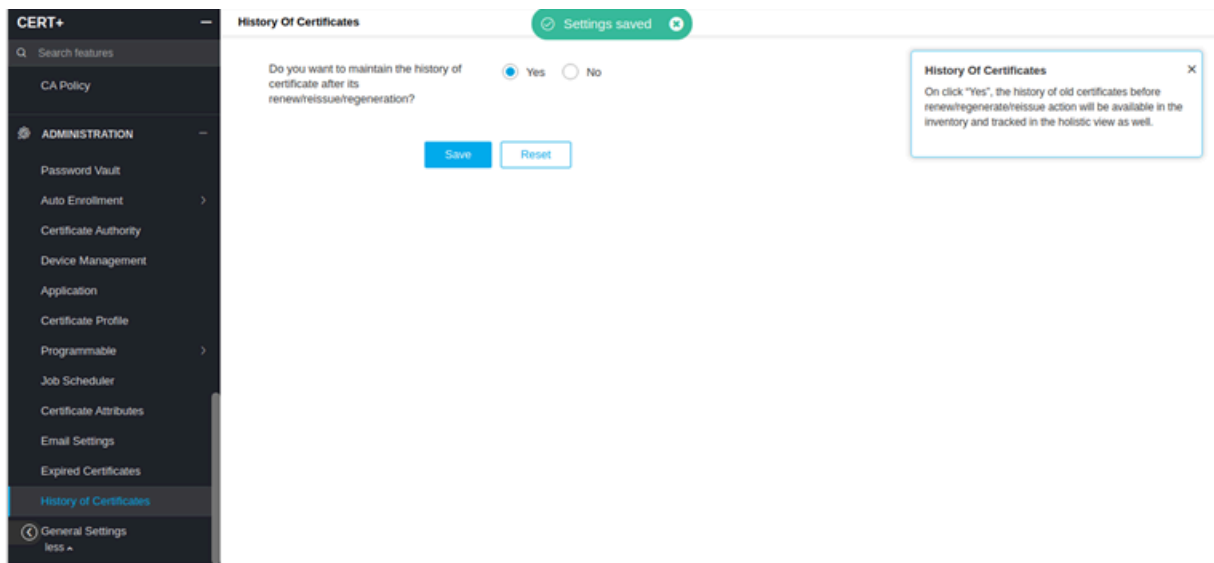 CERT+
Search features
CA Policy
ADMINISTRATION
Password Vault
Auto Enrollment
Certificate Authority
Device Management
Application
Certificate Profile
Programmable
Job Scheduler
Certificate Attributes
Email Settings
Expired Certificates
History of Certificates
General Settings
less
History Of Certificates
Settings saved
Do you want to maintain the history of
certificate after its
renew/reissue/regeneration?
Yes No
Save Reset
History Of Certificates
On click "Yes", the history of old certificates before
renew/regenerate/reissue action will be available in the
inventory and tracked in the holistic view as well.